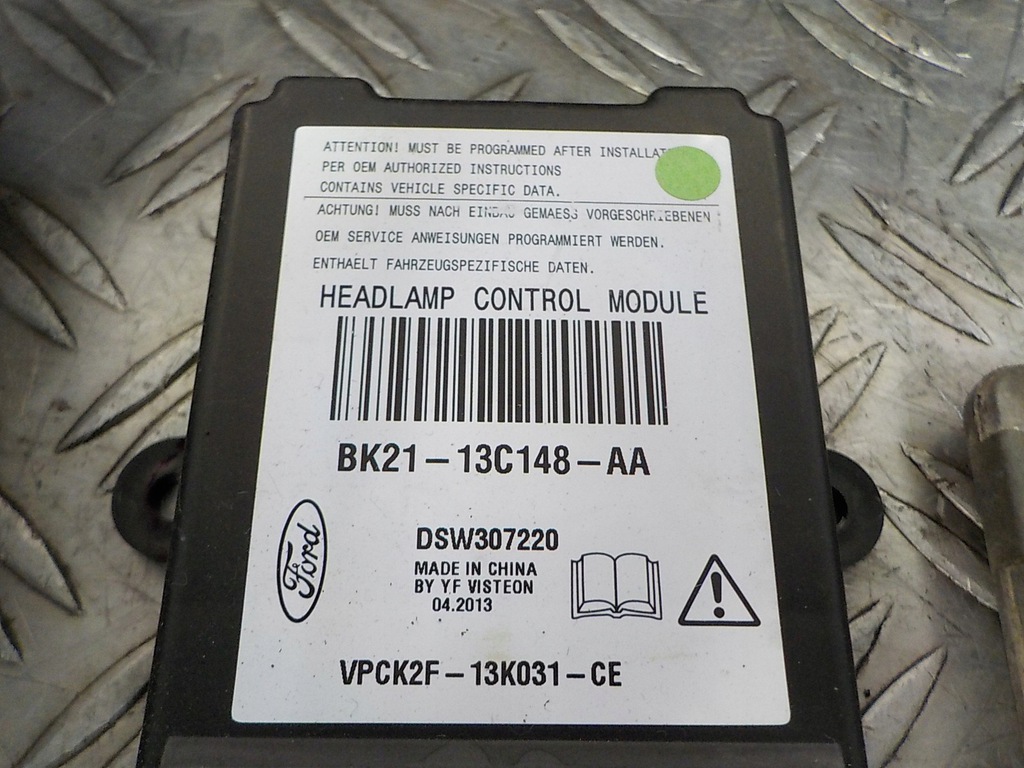 ATTENTION! MUST BE PROGRAMMED AFTER
PER OEM AUTHORIZED INSTRUCTIONS
CONTAINS VEHICLE SPECIFIC DATA.
ACHTUNG! MUSS NACH GEMAESS VORGESCHRIEBENEN
OEM SERVICE ANWEISUNGEN PROGRAMMIERT WERDEN.
ENTHAELT FAHRZEUGSPEZIFISCHE DATEN.
HEADLAMP CONTROL MODULE
BK21-13C148-AA
Ford
DSW307220
MADE IN CHINA
BY YF VISTEON
04.2013
VPCK2F-13K031-CE